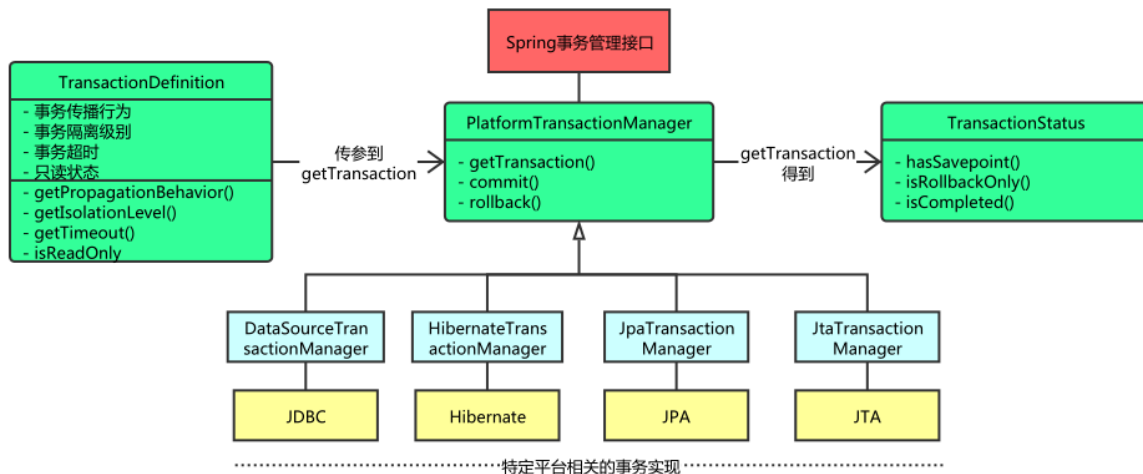 Spring事务管理接口
TransactionDefinition
- 事务传播行为
- 事务隔离级别
- 事务超时
- 只读状态
- getPropagationBehavior()
- getIsolationLevel()
- getTimeout()
- isReadOnly
传参到
getTransaction
PlatformTransactionManager
- getTransaction()
- commit()
- rollback()
getTransaction
得到
TransactionStatus
- hasSavepoint()
- isRollbackOnly()
- isCompleted()
DataSourceTran
sactionManager
HibernateTrans
actionManager
JpaTransaction
Manager
JtaTransaction
Manager
JDBC
Hibernate
JPA
JTA
特定平台相关的事务实现